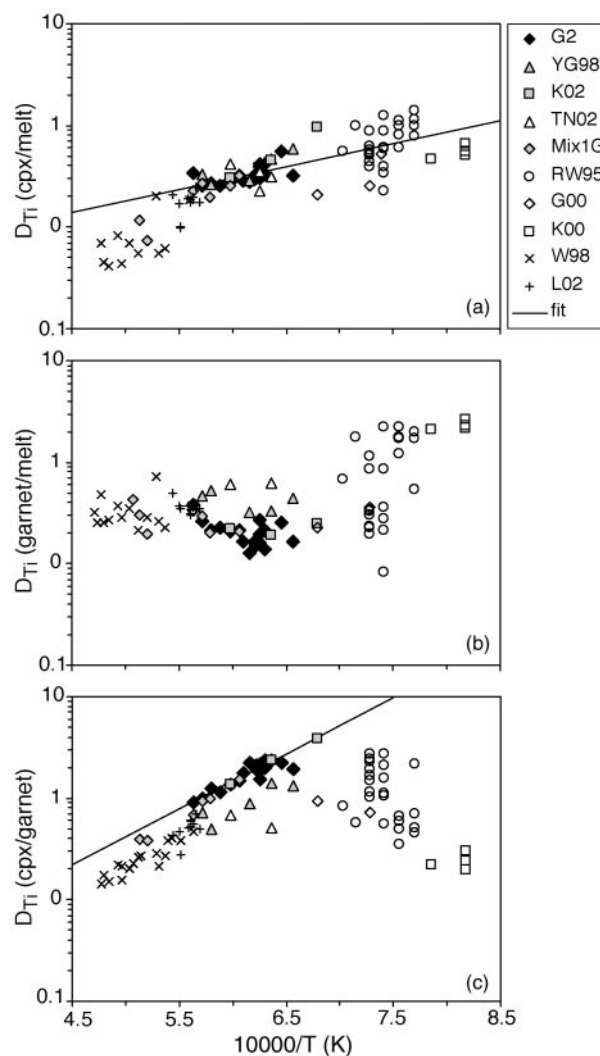 10
1
0
0.1
D_Ti (cpx/melt)
(a)
G2
YG98
K02
TN02
Mix1G
RW95
G00
K00
W98
L02
fit
10
1
0
0.1
D_Ti (garnet/melt)
(b)
10
1
0
0.1
D_Ti (cpx/garnet)
(c)
4.5 5.5 6.5 7.5 8.5
10000/T (K)